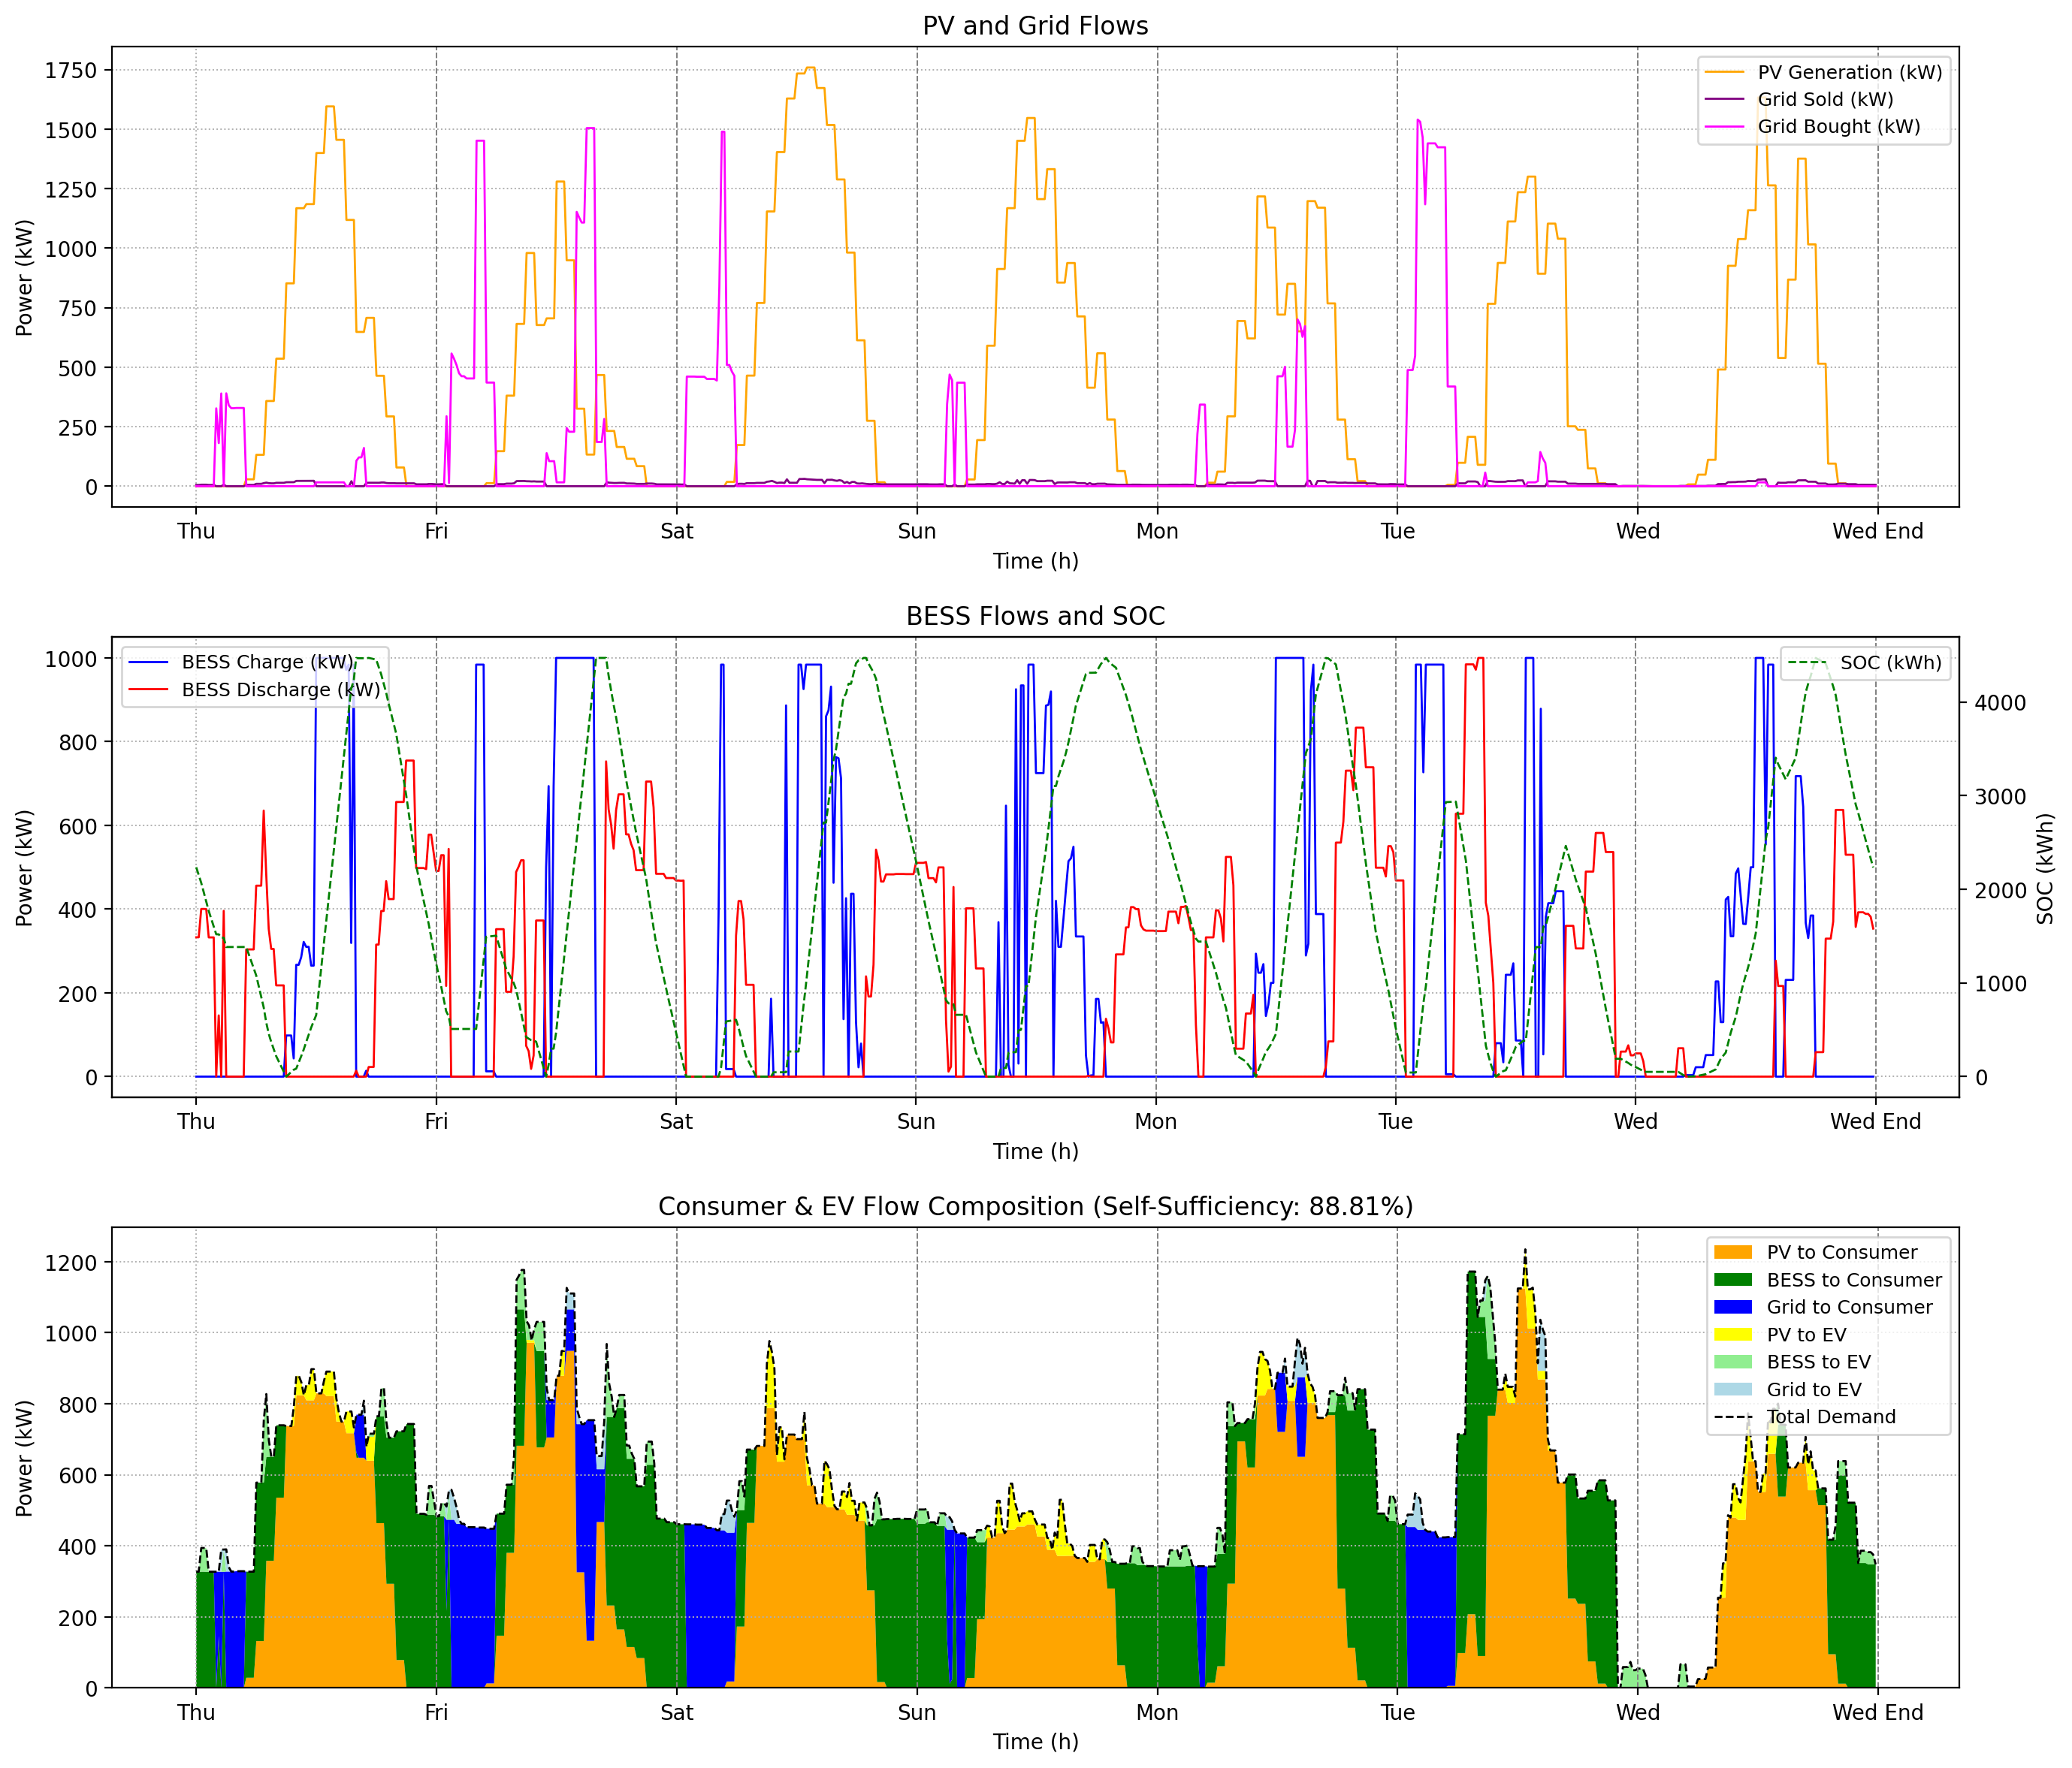 PV and Grid Flows
1750
1500
1250
1000
750
500
250
0
Power (kW)
PV Generation (kW)
Grid Sold (kW)
Grid Bought (kW)
Thu Fri Sat Sun Mon Tue Wed Wed End
Time (h)
BESS Flows and SOC
1000
800
600
400
200
0
Power (kW)
BESS Charge (kW)
BESS Discharge (kW)
SOC (kWh)
4000
3000
2000
1000
0
SOC (kWh)
Thu Fri Sat Sun Mon Tue Wed Wed End
Time (h)
Consumer & EV Flow Composition (Self-Sufficiency: 88.81%)
1200
1000
800
600
400
200
0
Power (kW)
PV to Consumer
BESS to Consumer
Grid to Consumer
PV to EV
BESS to EV
Grid to EV
Total Demand
Thu Fri Sat Sun Mon Tue Wed Wed End
Time (h)